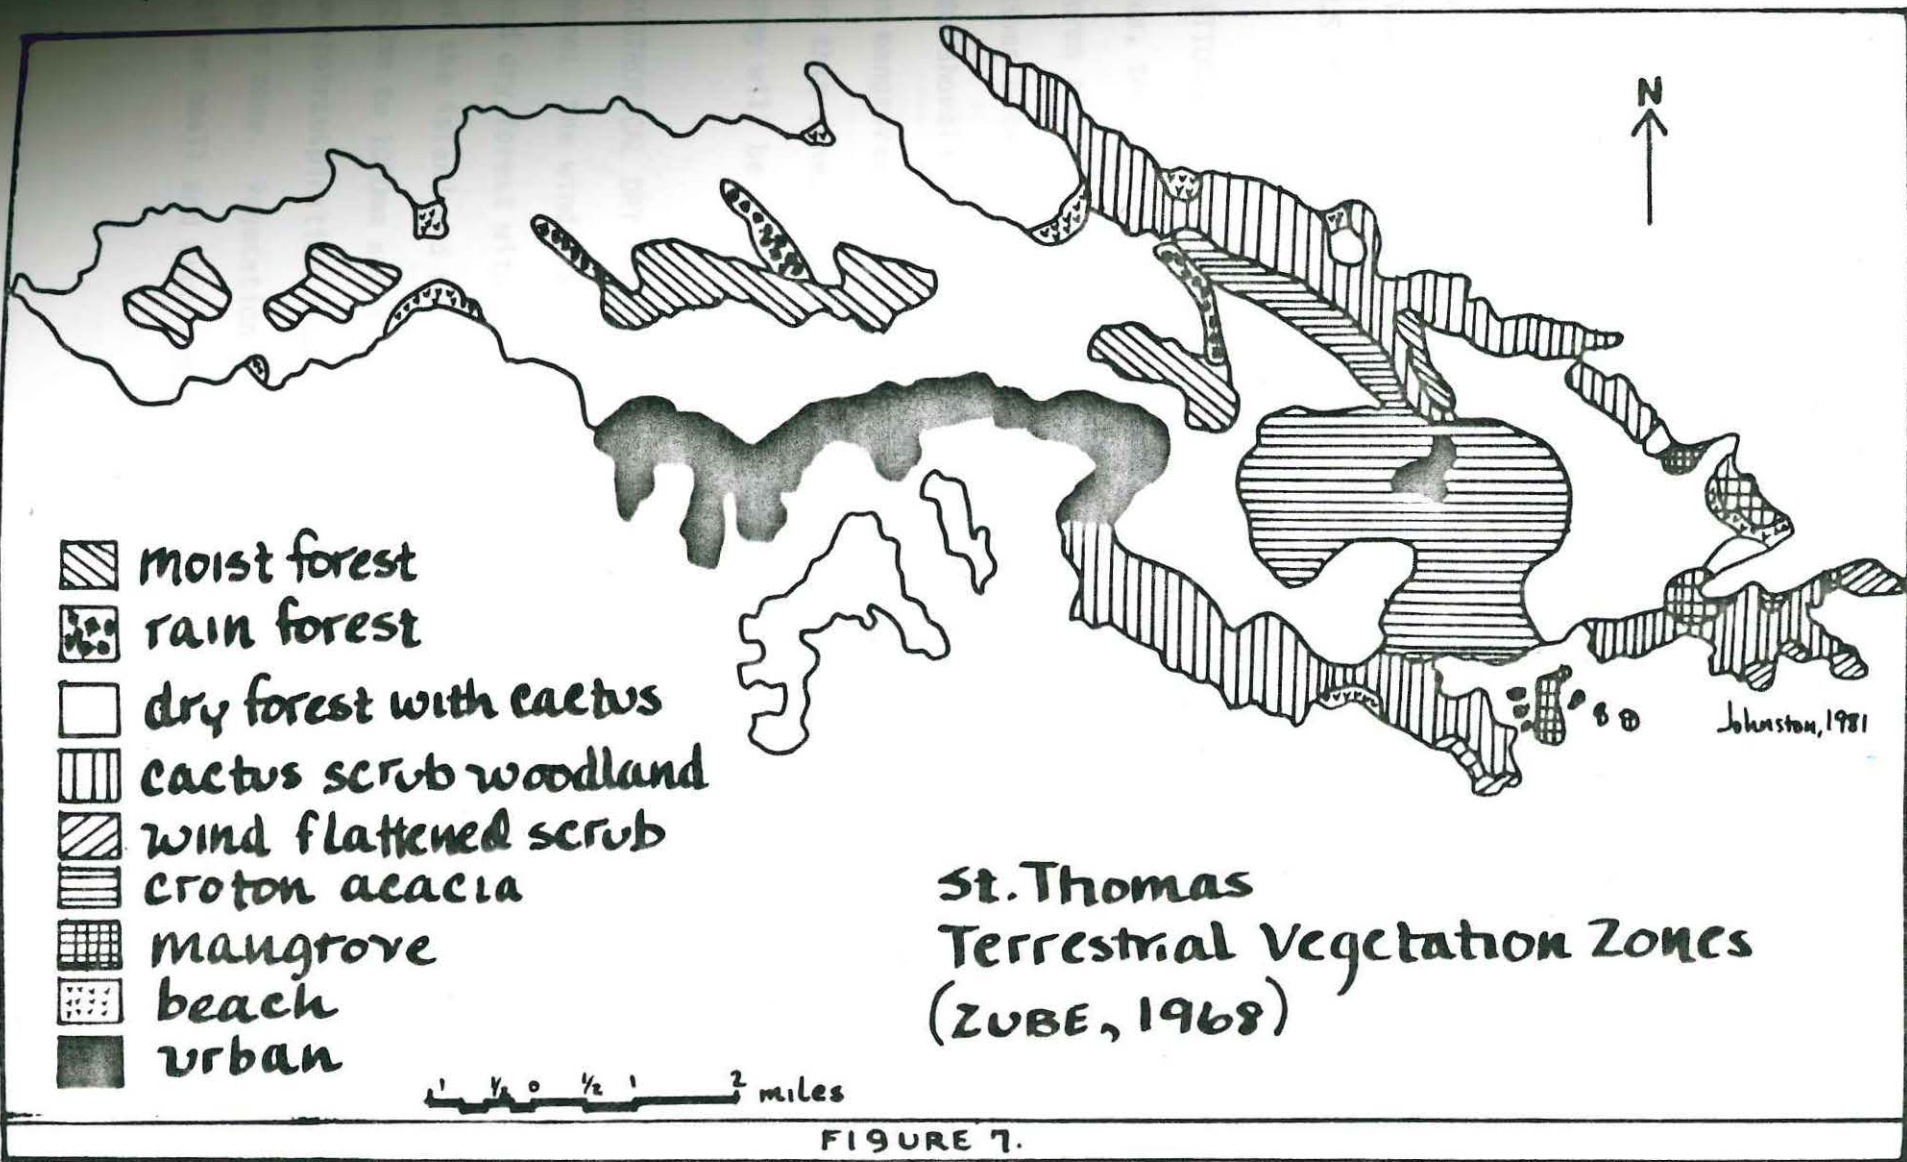 N
moist forest
rain forest
dry forest with cactus
cactus scrub woodland
wind flattened scrub
croton acacia
mangrove
beach
urban
Johnston, 1981
St. Thomas
Terrestrial Vegetation Zones
(ZUBE, 1968)
1 1/2 0 1/2 1 2 miles
FIGURE 7.